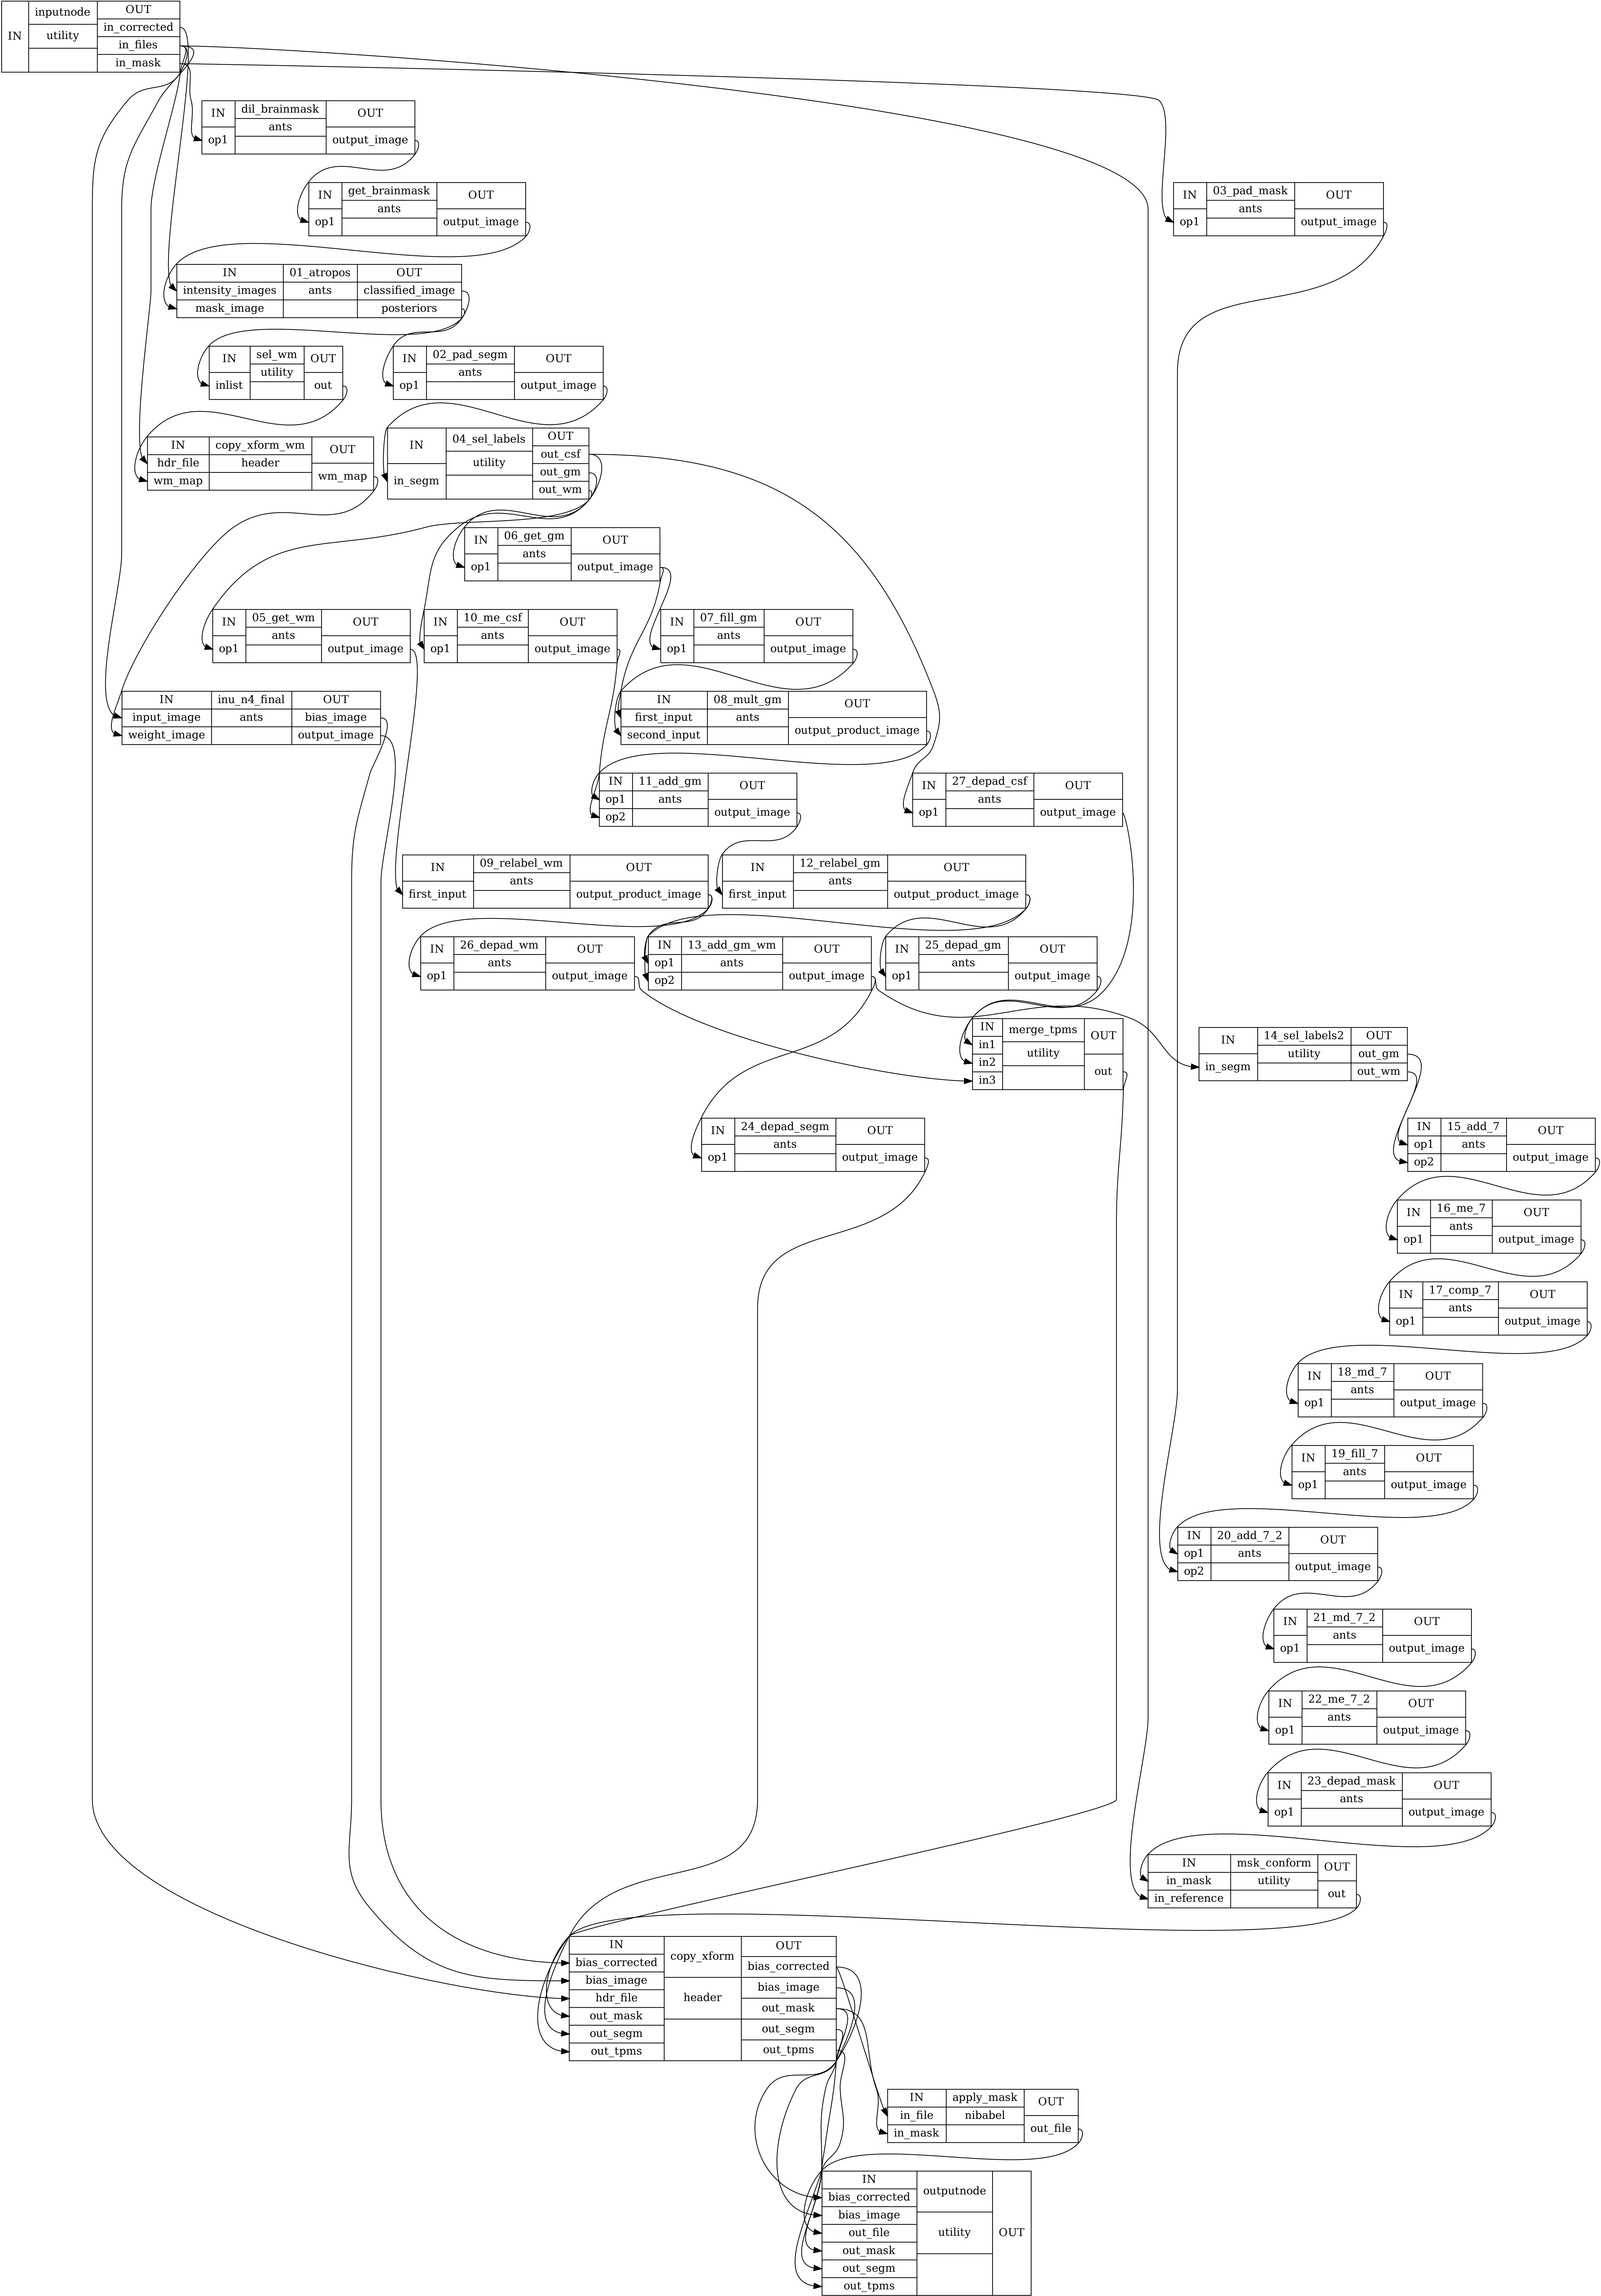 IN inputnode OUT
utility in_corrected
in_files
in_mask
IN dil_brainmask OUT
op1 ants output_image
IN get_brainmask OUT
op1 ants output_image
IN 03_pad_mask OUT
op1 ants output_image
IN 01_atropos OUT
intensity_images ants classified_image
mask_image posteriors
IN sel_wm OUT
inlist utility out
IN 02_pad_segm OUT
op1 ants output_image
IN copy_xform_wm OUT
hdr_file header wm_map
wm_map
IN 04_sel_labels OUT
in_segm utility out_csf
out_gm
out_wm
IN 06_get_gm OUT
op1 ants output_image
IN 05_get_wm OUT
op1 ants output_image
IN 10_me_csf OUT
op1 ants output_image
IN 07_fill_gm OUT
op1 ants output_image
IN inu_n4_final OUT
input_image ants bias_image
weight_image output_image
IN 08_mult_gm OUT
first_input ants output_product_image
second_input
IN 11_add_gm OUT
op1 ants output_image
op2
IN 27_depad_csf OUT
op1 ants output_image
IN 09_relabel_wm OUT
first_input ants output_product_image
IN 12_relabel_gm OUT
first_input ants output_product_image
IN 26_depad_wm OUT
op1 ants output_image
IN 13_add_gm_wm OUT
op1 ants output_image
op2
IN 25_depad_gm OUT
op1 ants output_image
IN merge_tpms OUT
in1 utility out
in2
in3
IN 14_sel_labels2 OUT
in_segm utility out_gm
out_wm
IN 24_depad_segm OUT
op1 ants output_image
IN 15_add_7 OUT
op1 ants output_image
op2
IN 16_me_7 OUT
op1 ants output_image
IN 17_comp_7 OUT
op1 ants output_image
IN 18_md_7 OUT
op1 ants output_image
IN 19_fill_7 OUT
op1 ants output_image
IN 20_add_7_2 OUT
op1 ants output_image
op2
IN 21_md_7_2 OUT
op1 ants output_image
IN 22_me_7_2 OUT
op1 ants output_image
IN 23_depad_mask OUT
op1 ants output_image
IN msk_conform OUT
in_mask utility out
in_reference
IN copy_xform OUT
bias_corrected header bias_corrected
bias_image bias_image
hdr_file out_mask
out_mask out_segm
out_segm out_tpms
out_tpms
IN apply_mask OUT
in_file nibabel out_file
in_mask
IN outputnode OUT
bias_corrected utility
bias_image
out_file
out_mask
out_segm
out_tpms